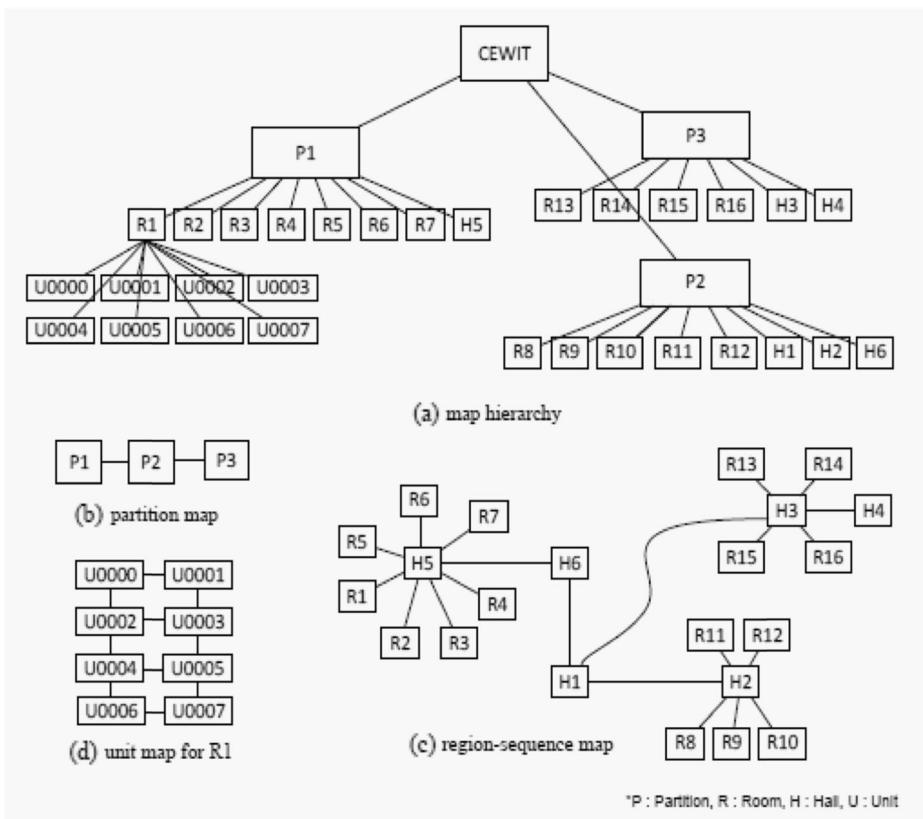 CEWIT
P1
P3
R1 R2 R3 R4 R5 R6 R7 H5
R13 R14 R15 R16 H3 H4
U0000 U0001 U0002 U0003
U0004 U0005 U0006 U0007
P2
R8 R9 R10 R11 R12 H1 H2 H6
(a) map hierarchy
P1 P2 P3
(b) partition map
U0000 U0001
U0002 U0003
U0004 U0005
U0006 U0007
(d) unit map for R1
R6
R7
R5
H5
H6
R1
R4
R2 R3
R13 R14
H3 H4
R15 R16
H1
R11 R12
H2
R8 R9 R10
(c) region-sequence map
*P : Partition, R : Room, H : Hall, U : Unit